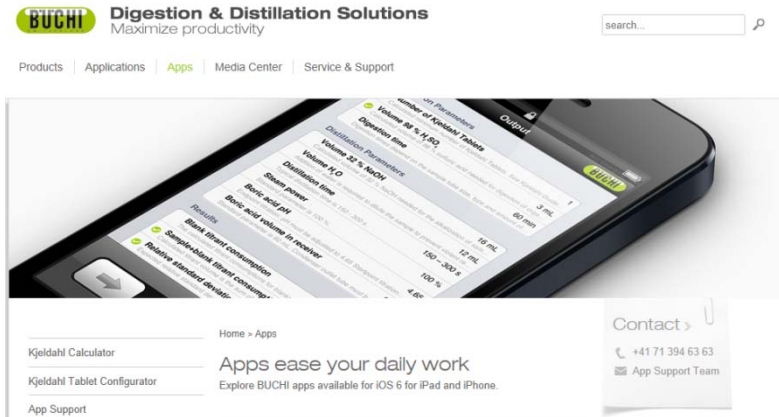 BUCHI
Digestion & Distillation Solutions
Maximize productivity
search...
Products
Applications
Apps
Media Center
Service & Support
Output
BUCHI
Number of Kjeldahl Tablets
Volume 98 % H2SO4
3 mL
Digestion time
60 min
Distillation Parameters
Volume 32 % NaOH
16 mL
Volume H2O
12 mL
Distillation time
150 – 300 s
Steam power
100 %
Boric acid pH
4.65
Boric acid volume in receiver
Results
Blank titrant consumption
Sample+blank titrant
Relative standard
Home > Apps
Kjeldahl Calculator
Kjeldahl Tablet Configurator
App Support
Apps ease your daily work
Explore BUCHI apps available for iOS 6 for iPad and iPhone.
Contact >
+41 71 394 63 63
App Support Team